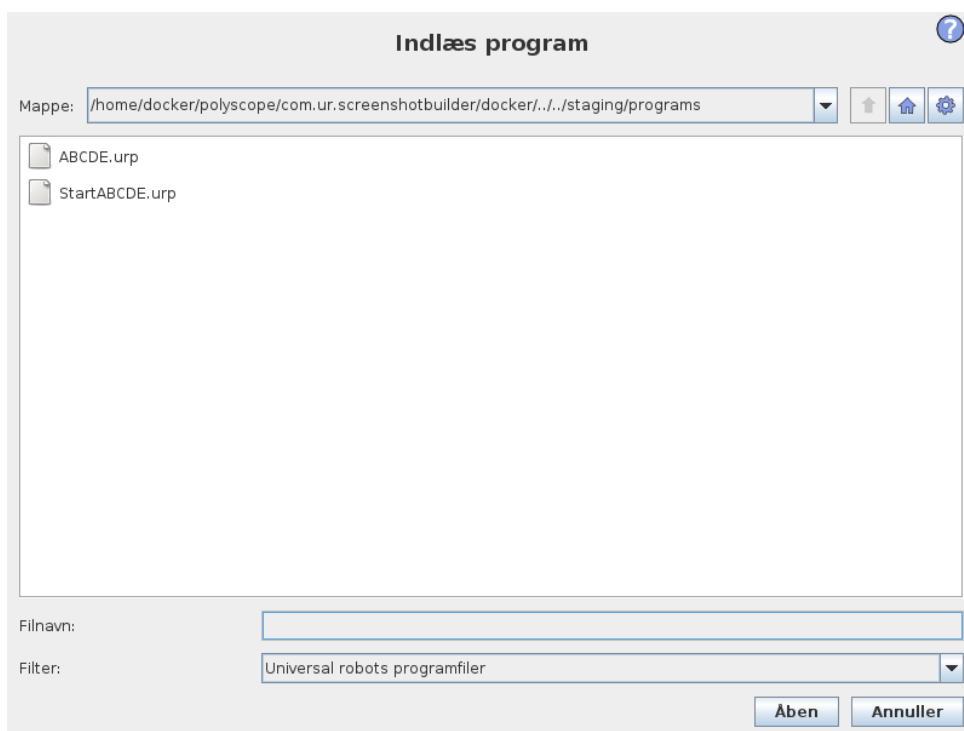 Indlæs program
?
Mappe: /home/docker/polyscope/com.ur.screenshotbuilder/docker/../../staging/programs
ABCDE.urp
StartABCDE.urp
Filnavn:
Filter: Universal robots programfiler
Åben Annuller